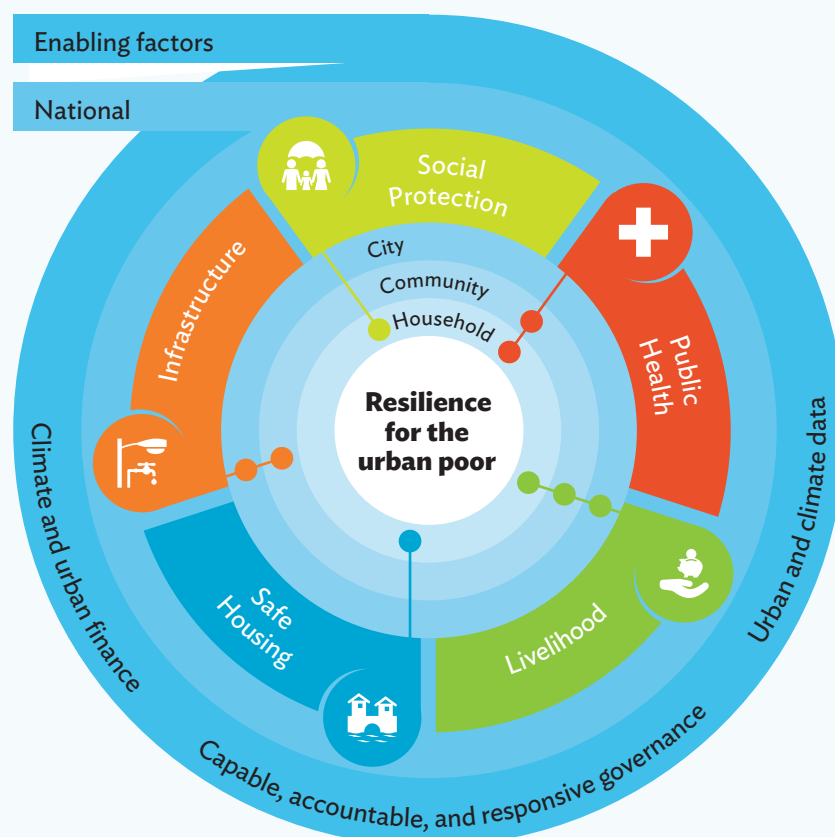 Enabling factors
National
Social
Protection
City
Community
Household
Infrastructure
Public
Health
Resilience
for the
urban poor
Safe
Housing
Livelihood
Climate and urban finance
Urban and climate data
Capable, accountable, and responsive governance